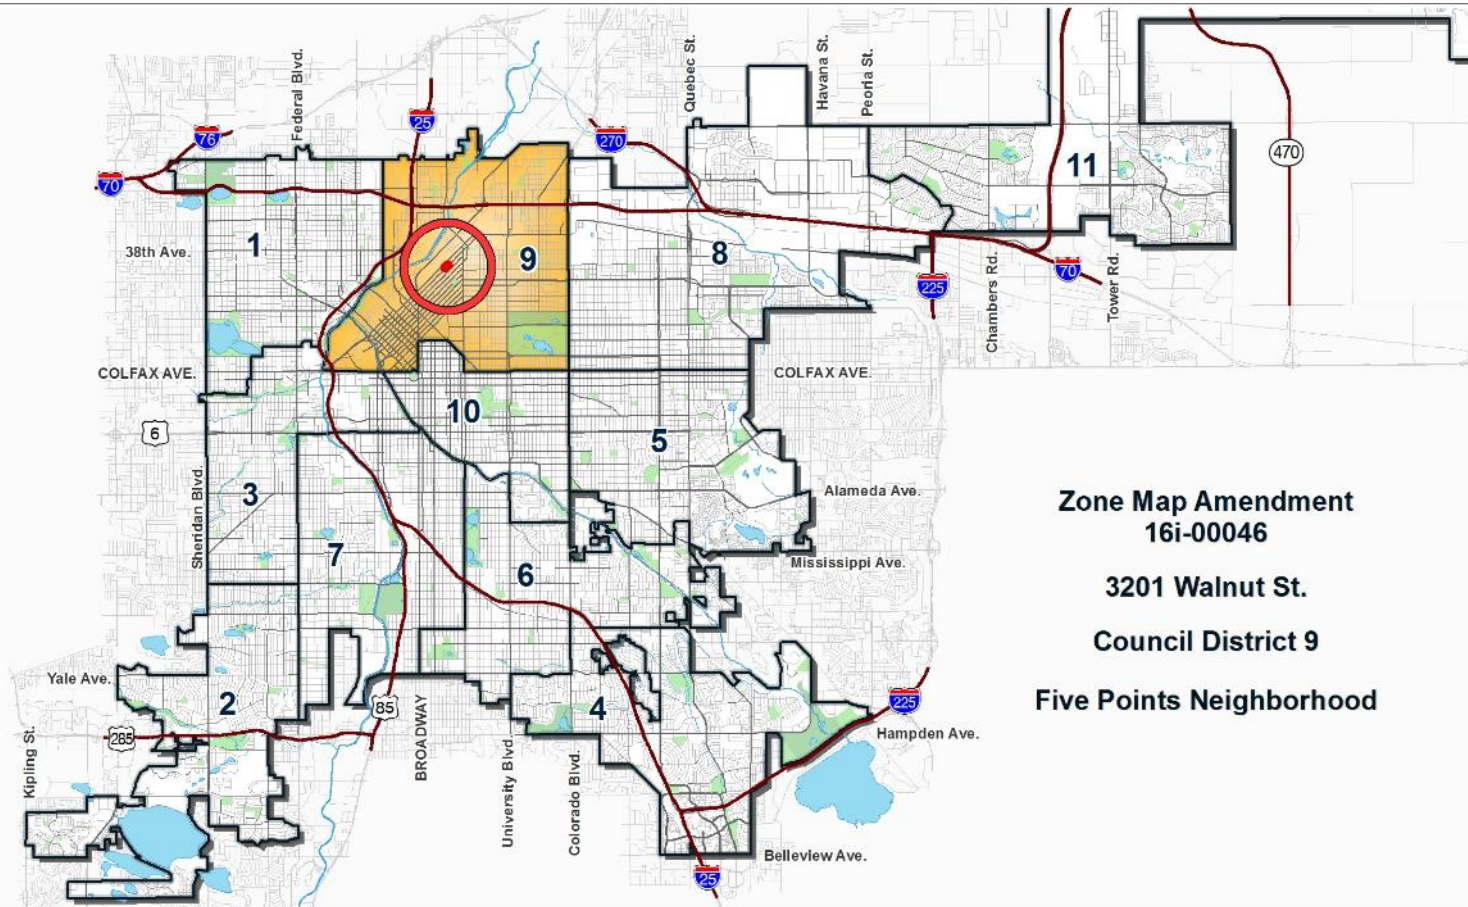 Federal Blvd.
Quebec St.
Havana St.
Peoria St.
76
25
270
470
70
11
38th Ave.
1
9
8
70
225
Chambers Rd.
Tower Rd.
COLFAX AVE.
COLFAX AVE.
10
6
5
Sheridan Blvd.
3
Alameda Ave.
7
6
Mississippi Ave.
Zone Map Amendment
16i-00046
3201 Walnut St.
Council District 9
Five Points Neighborhood
Yale Ave.
2
85
4
225
285
Hampden Ave.
Kipling St.
BROADWAY
University Blvd.
Colorado Blvd.
Belleview Ave.
25